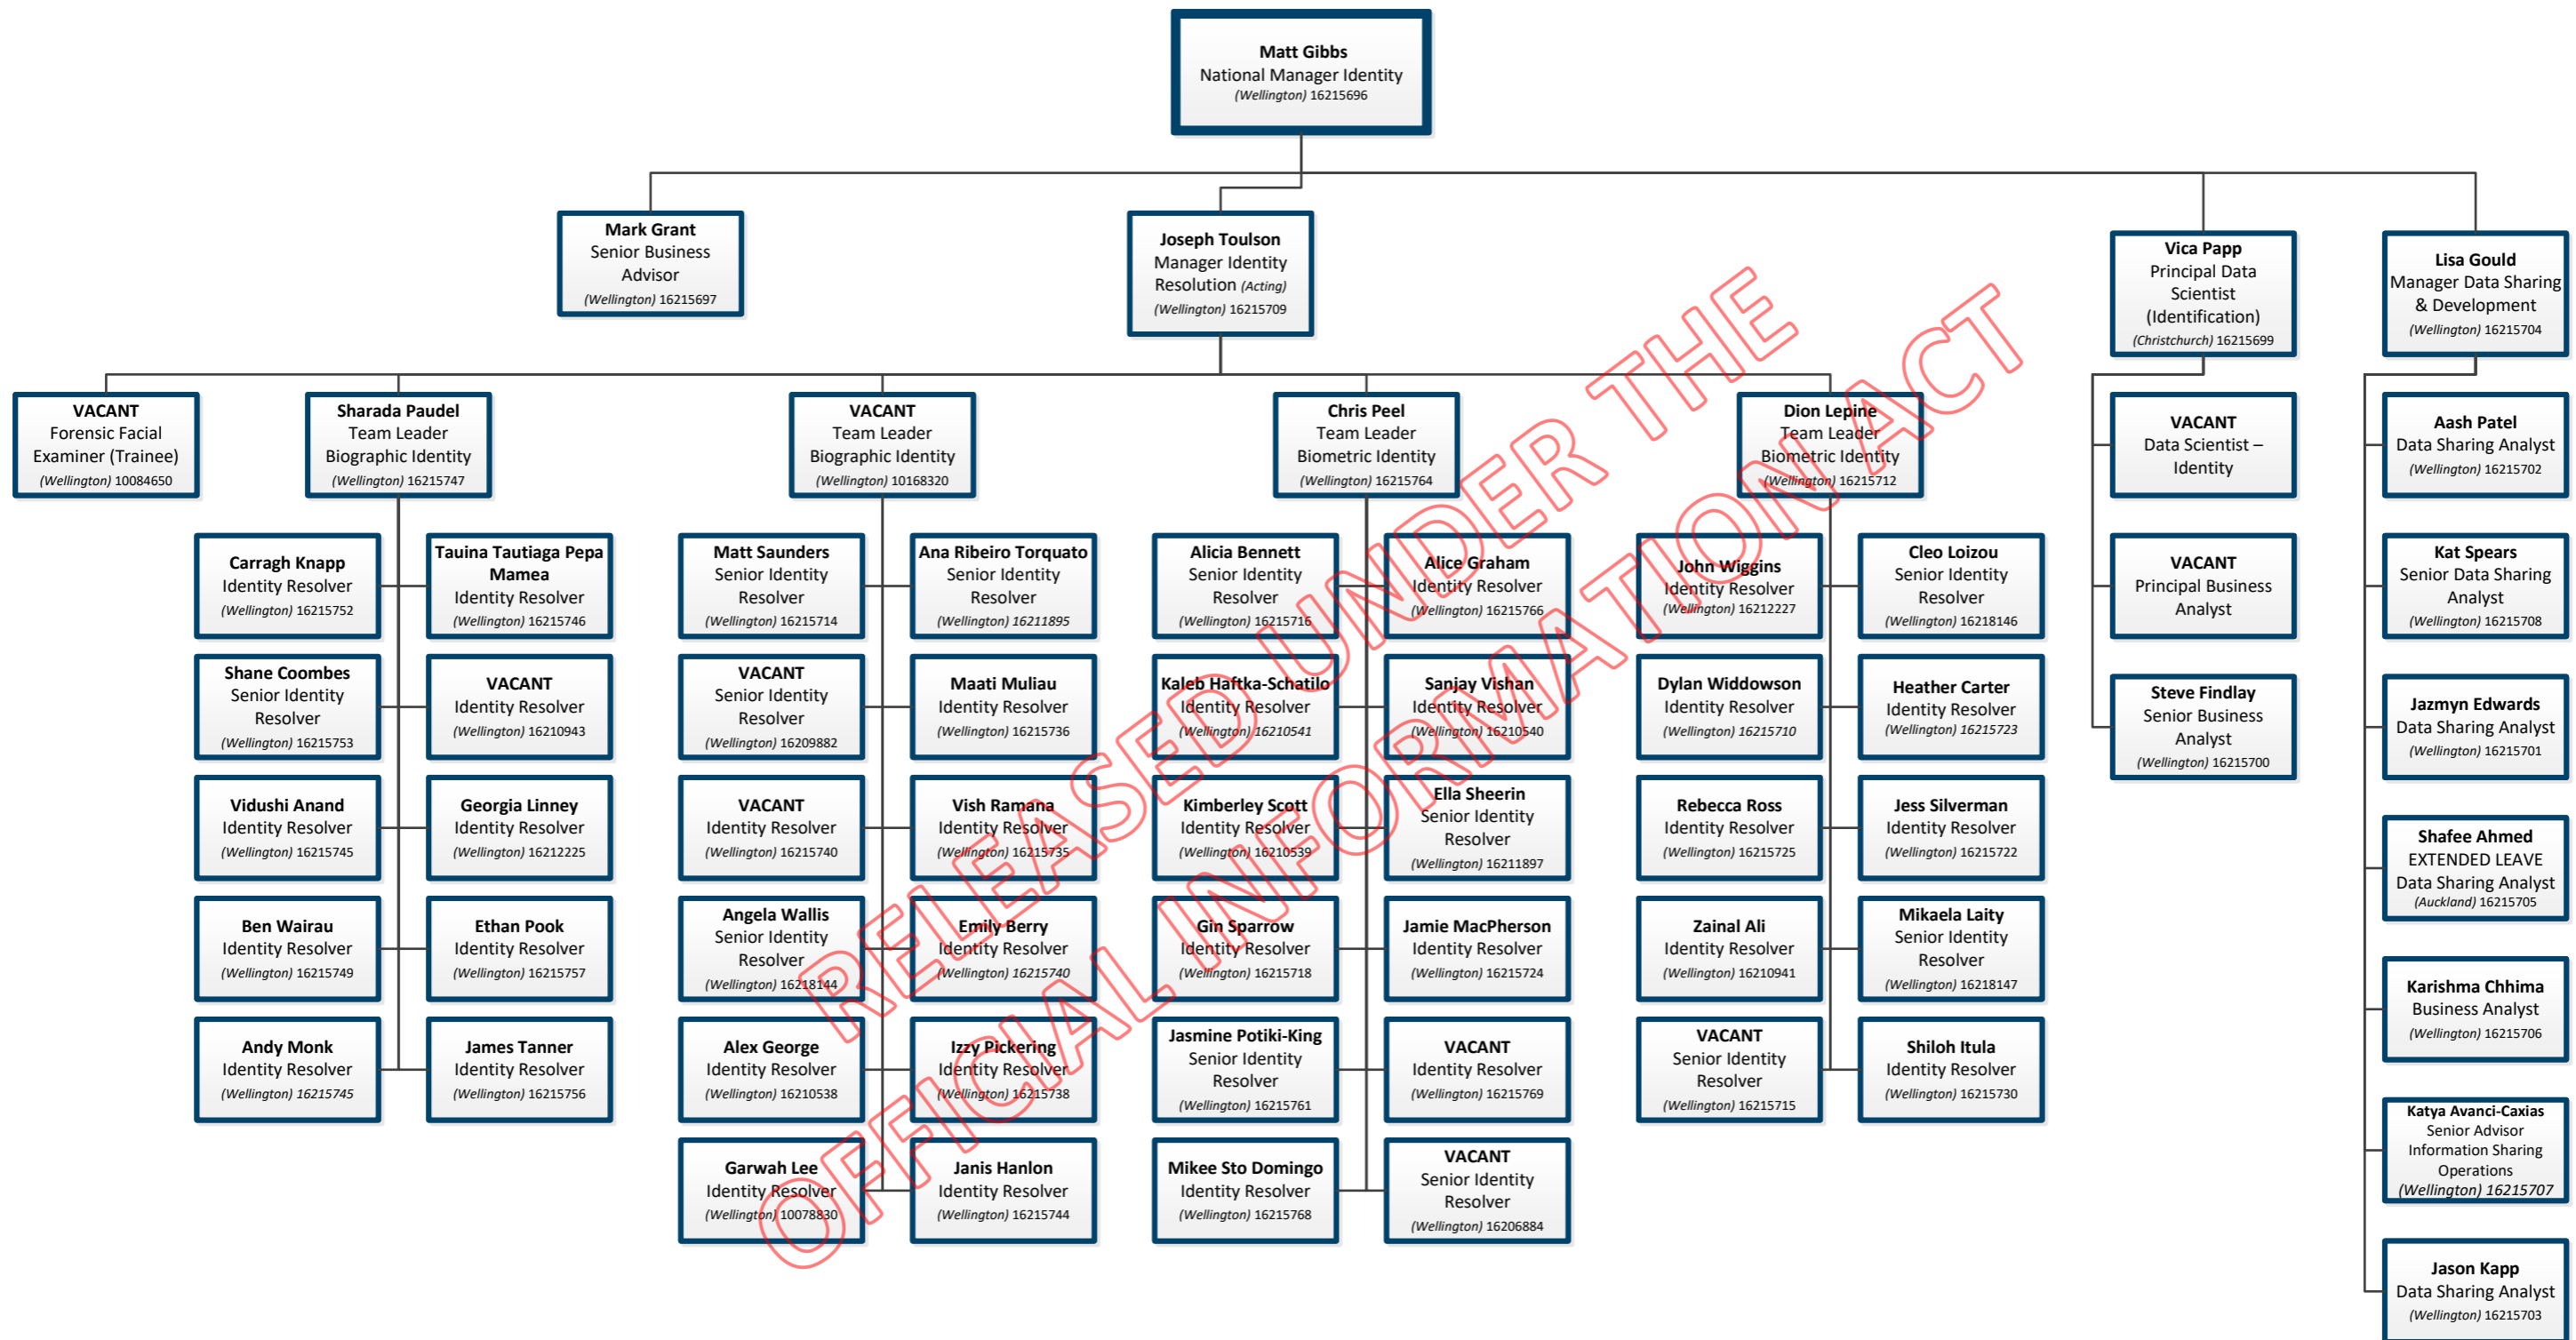 Matt Gibbs
National Manager Identity
(Wellington) 16215696
Mark Grant
Senior Business
Advisor
(Wellington) 16215697
Joseph Toulson
Manager Identity
Resolution (Acting)
(Wellington) 16215709
Vica Papp
Principal Data
Scientist
(Identification)
(Christchurch) 16215699
Lisa Gould
Manager Data Sharing
& Development
(Wellington) 16215704
VACANT
Forensic Facial
Examiner (Trainee)
(Wellington) 10084650
Sharada Paudel
Team Leader
Biographic Identity
(Wellington) 16215747
VACANT
Team Leader
Biographic Identity
(Wellington) 10168320
Chris Peel
Team Leader
Biometric Identity
(Wellington) 16215764
Dion Lepine
Team Leader
Biometric Identity
(Wellington) 16215712
Carragh Knapp
Identity Resolver
(Wellington) 16215752
Tauina Tautiaga Pepa
Mamea
Identity Resolver
(Wellington) 16215746
Shane Coombes
Senior Identity
Resolver
(Wellington) 16215753
VACANT
Identity Resolver
(Wellington) 16210943
Vidushi Anand
Identity Resolver
(Wellington) 16215745
Georgia Linney
Identity Resolver
(Wellington) 16212225
Ben Wairau
Identity Resolver
(Wellington) 16215749
Ethan Pook
Identity Resolver
(Wellington) 16215757
Andy Monk
Identity Resolver
(Wellington) 16215745
James Tanner
Identity Resolver
(Wellington) 16215756
Matt Saunders
Senior Identity
Resolver
(Wellington) 16215714
Ana Ribeiro Torquato
Senior Identity
Resolver
(Wellington) 16211895
VACANT
Senior Identity
Resolver
(Wellington) 16209882
Maati Muliau
Identity Resolver
(Wellington) 16215736
VACANT
Identity Resolver
(Wellington) 16215740
Vish Ramana
Identity Resolver
(Wellington) 16215735
Angela Wallis
Senior Identity
Resolver
(Wellington) 16218144
Emily Berry
Identity Resolver
(Wellington) 16215740
Alex George
Identity Resolver
(Wellington) 16210538
Izzy Pickering
Identity Resolver
(Wellington) 16215738
Garwah Lee
Identity Resolver
(Wellington) 10078830
Janis Hanlon
Identity Resolver
(Wellington) 16215744
Alicia Bennett
Senior Identity
Resolver
(Wellington) 16215716
Alice Graham
Identity Resolver
(Wellington) 16215766
Kaleb Haftka-Schatilo
Identity Resolver
(Wellington) 16210541
Sanjay Vishan
Identity Resolver
(Wellington) 16210540
Kimberley Scott
Identity Resolver
(Wellington) 16210539
Ella Sheerin
Senior Identity
Resolver
(Wellington) 16211897
Gin Sparrow
Identity Resolver
(Wellington) 16215718
Jamie MacPherson
Identity Resolver
(Wellington) 16215724
Jasmine Potiki-King
Senior Identity
Resolver
(Wellington) 16215761
VACANT
Identity Resolver
(Wellington) 16215769
Mikee Sto Domingo
Identity Resolver
(Wellington) 16215768
VACANT
Senior Identity
Resolver
(Wellington) 16206884
John Wiggins
Identity Resolver
(Wellington) 16212227
Cleo Loizou
Senior Identity
Resolver
(Wellington) 16218146
Dylan Widdowson
Identity Resolver
(Wellington) 16215710
Heather Carter
Identity Resolver
(Wellington) 16215723
Rebecca Ross
Identity Resolver
(Wellington) 16215725
Jess Silverman
Identity Resolver
(Wellington) 16215722
Zainal Ali
Identity Resolver
(Wellington) 16210941
Mikaela Laity
Senior Identity
Resolver
(Wellington) 16218147
VACANT
Senior Identity
Resolver
(Wellington) 16215715
Shiloh Itula
Identity Resolver
(Wellington) 16215730
VACANT
Data Scientist –
Identity
VACANT
Principal Business
Analyst
Steve Findlay
Senior Business
Analyst
(Wellington) 16215700
Aash Patel
Data Sharing Analyst
(Wellington) 16215702
Kat Spears
Senior Data Sharing
Analyst
(Wellington) 16215708
Jazmyn Edwards
Data Sharing Analyst
(Wellington) 16215701
Shafee Ahmed
EXTENDED LEAVE
Data Sharing Analyst
(Auckland) 16215705
Karishma Chhima
Business Analyst
(Wellington) 16215706
Katya Avanci-Caxias
Senior Advisor
Information Sharing
Operations
(Wellington) 16215707
Jason Kapp
Data Sharing Analyst
(Wellington) 16215703
RELEASED UNDER THE
OFFICIAL INFORMATION ACT